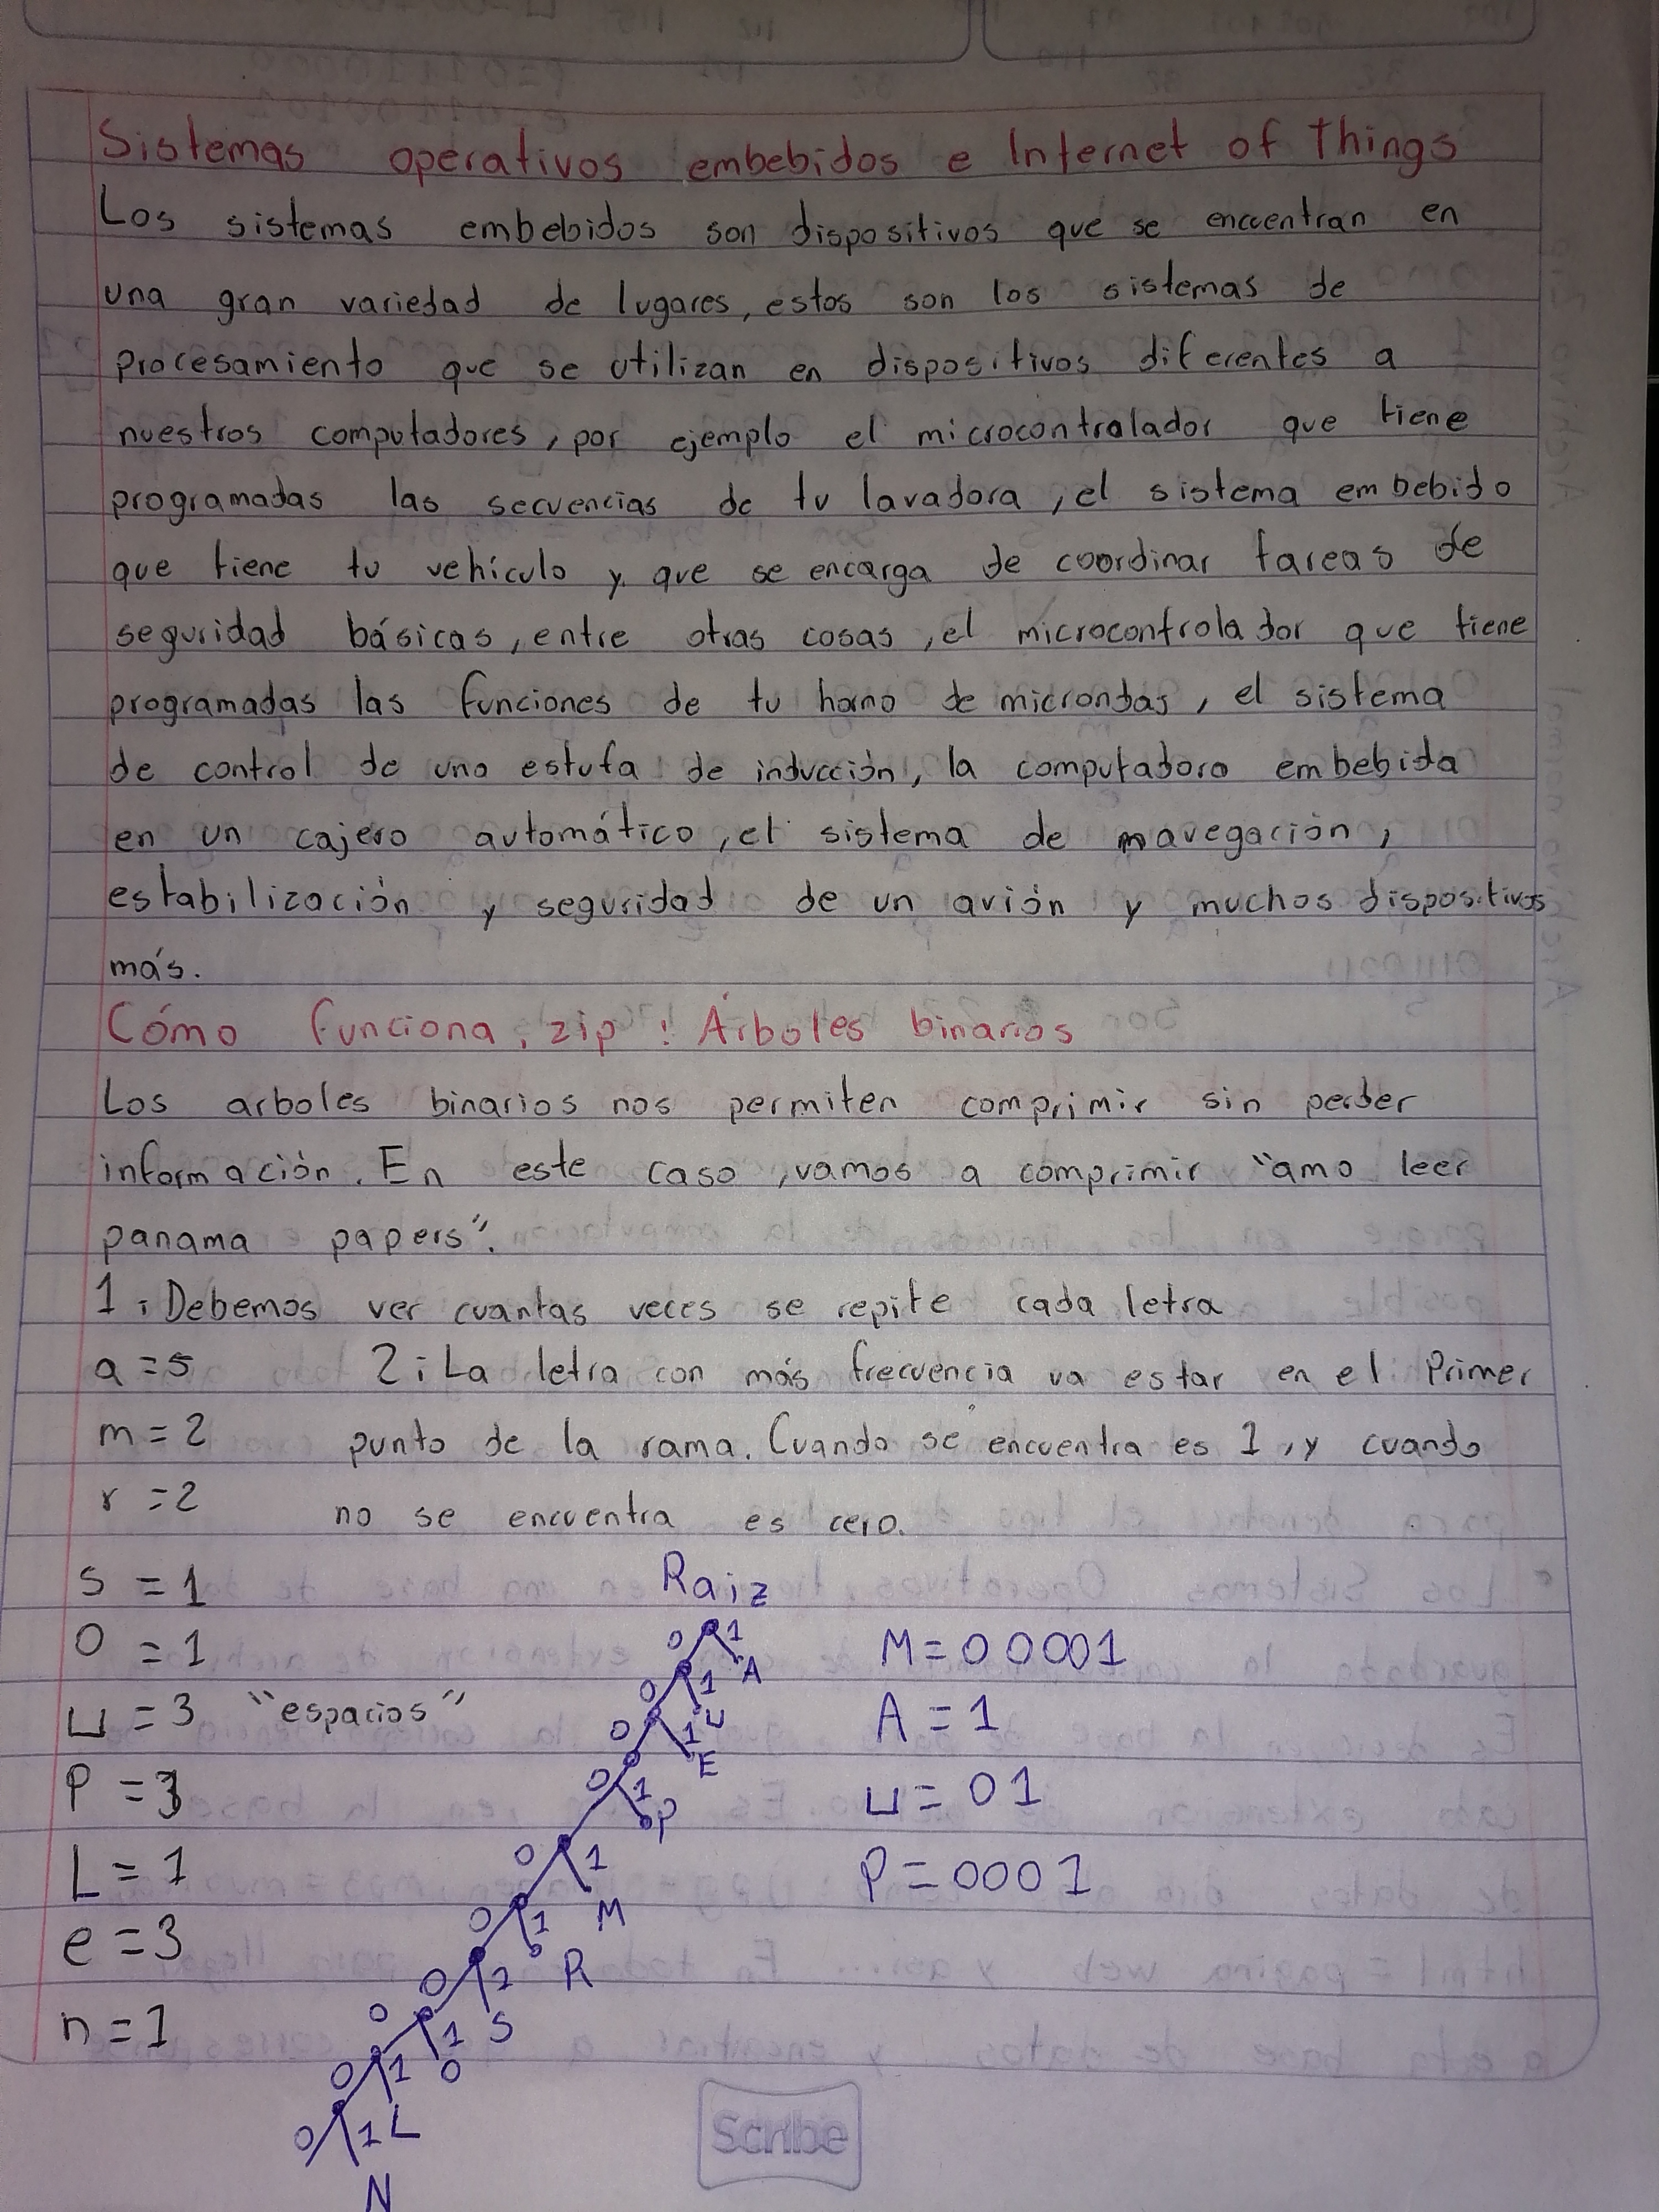 Sistemas operativos embebidos e Internet of Things
Los sistemas embebidos son dispositivos que se encuentran en
una gran variedad de lugares, estos son los sistemas de
procesamiento que se utilizan en dispositivos diferentes a
nuestros computadores, por ejemplo el microcontralador que tiene
programadas las secuencias de tu lavadora, el sistema embebido
que tiene tu vehículo y que se encarga de coordinar tareas de
seguridad básicas, entre otras cosas, el microcontrolador que tiene
programadas las funciones de tu horno de microndas, el sistema
de control de una estufa de inducción, la computadora embebida
en un cajero automático, el sistema de navegación,
estabilización y seguridad de un avión y muchos dispositivos
más.
Cómo funciona, zip: Árboles binarios
Los arboles binarios nos permiten comprimir sin perder
información. En este caso, vamos a comprimir "amo leer
panama papers".
1: Debemos ver cuantas veces se repite cada letra
a = 5 2: La letra con más frecuencia va estar en el Primer
m = 2 punto de la rama. Cuando se encuentra es 1, y cuando
r = 2 no se encuentra es cero.
s = 1
O = 1
⊔ = 3 "espacios"
P = 3
L = 1
e = 3
n = 1
Raiz
0 1 A
0 1 ⊔
0 1 E
0 1 P
0 1 M
0 1 R
0 1 S
0 1 O
0 1 L
0 1 N
M = 00001
A = 1
⊔ = 01
P = 0001
Scribe